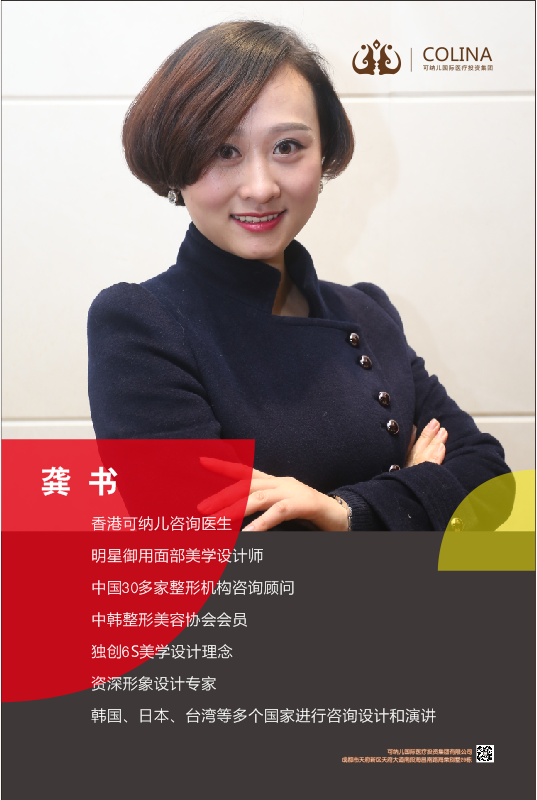 COLINA
可纳儿国际医疗投资集团
龚 书
香港可纳儿咨询医生
明星御用面部美学设计师
中国30多家整形机构咨询顾问
中韩整形美容协会会员
独创6S美学设计理念
资深形象设计专家
韩国、日本、台湾等多个国家进行咨询设计和演讲
可纳儿国际医疗投资集团有限公司